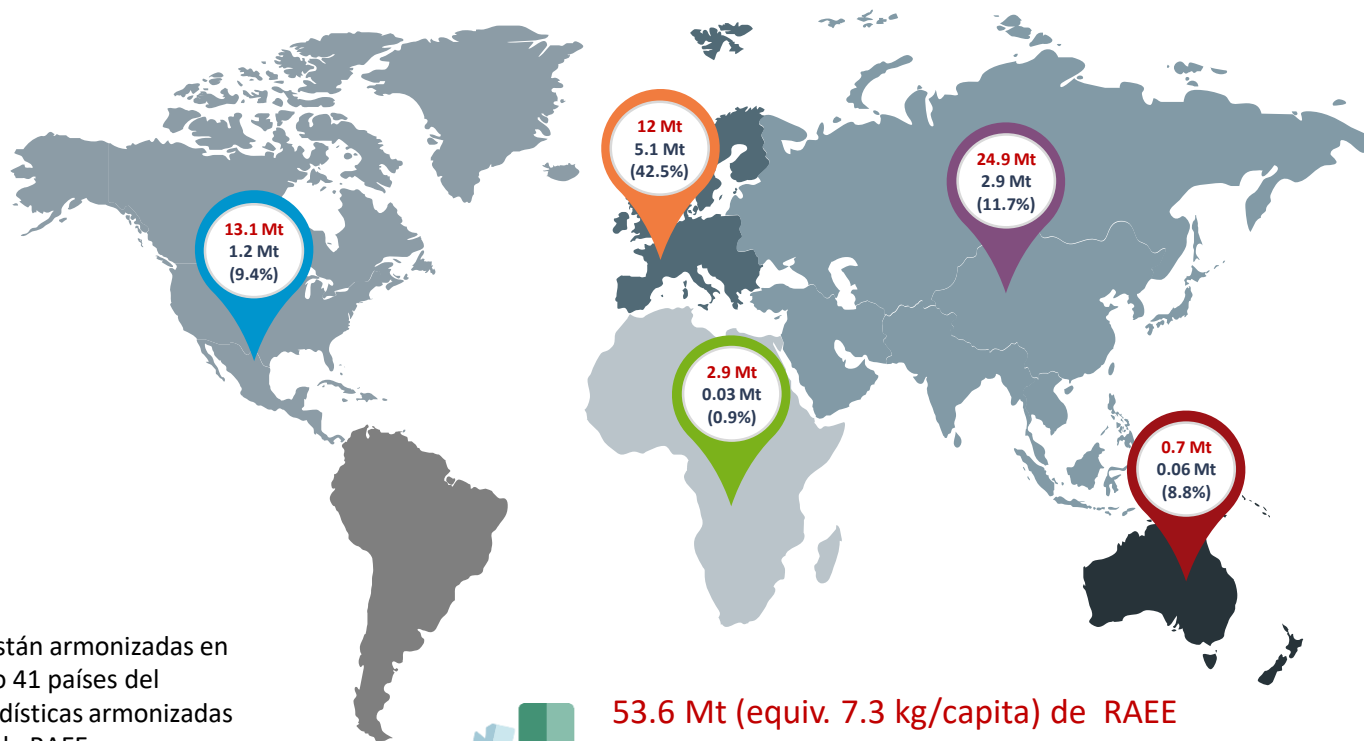 12 Mt
5.1 Mt
(42.5%)
24.9 Mt
2.9 Mt
(11.7%)
13.1 Mt
1.2 Mt
(9.4%)
2.9 Mt
0.03 Mt
(0.9%)
0.7 Mt
0.06 Mt
(8.8%)
están armonizadas en
41 países del
armonizadas
53.6 Mt (equiv. 7.3 kg/capita) de RAEE